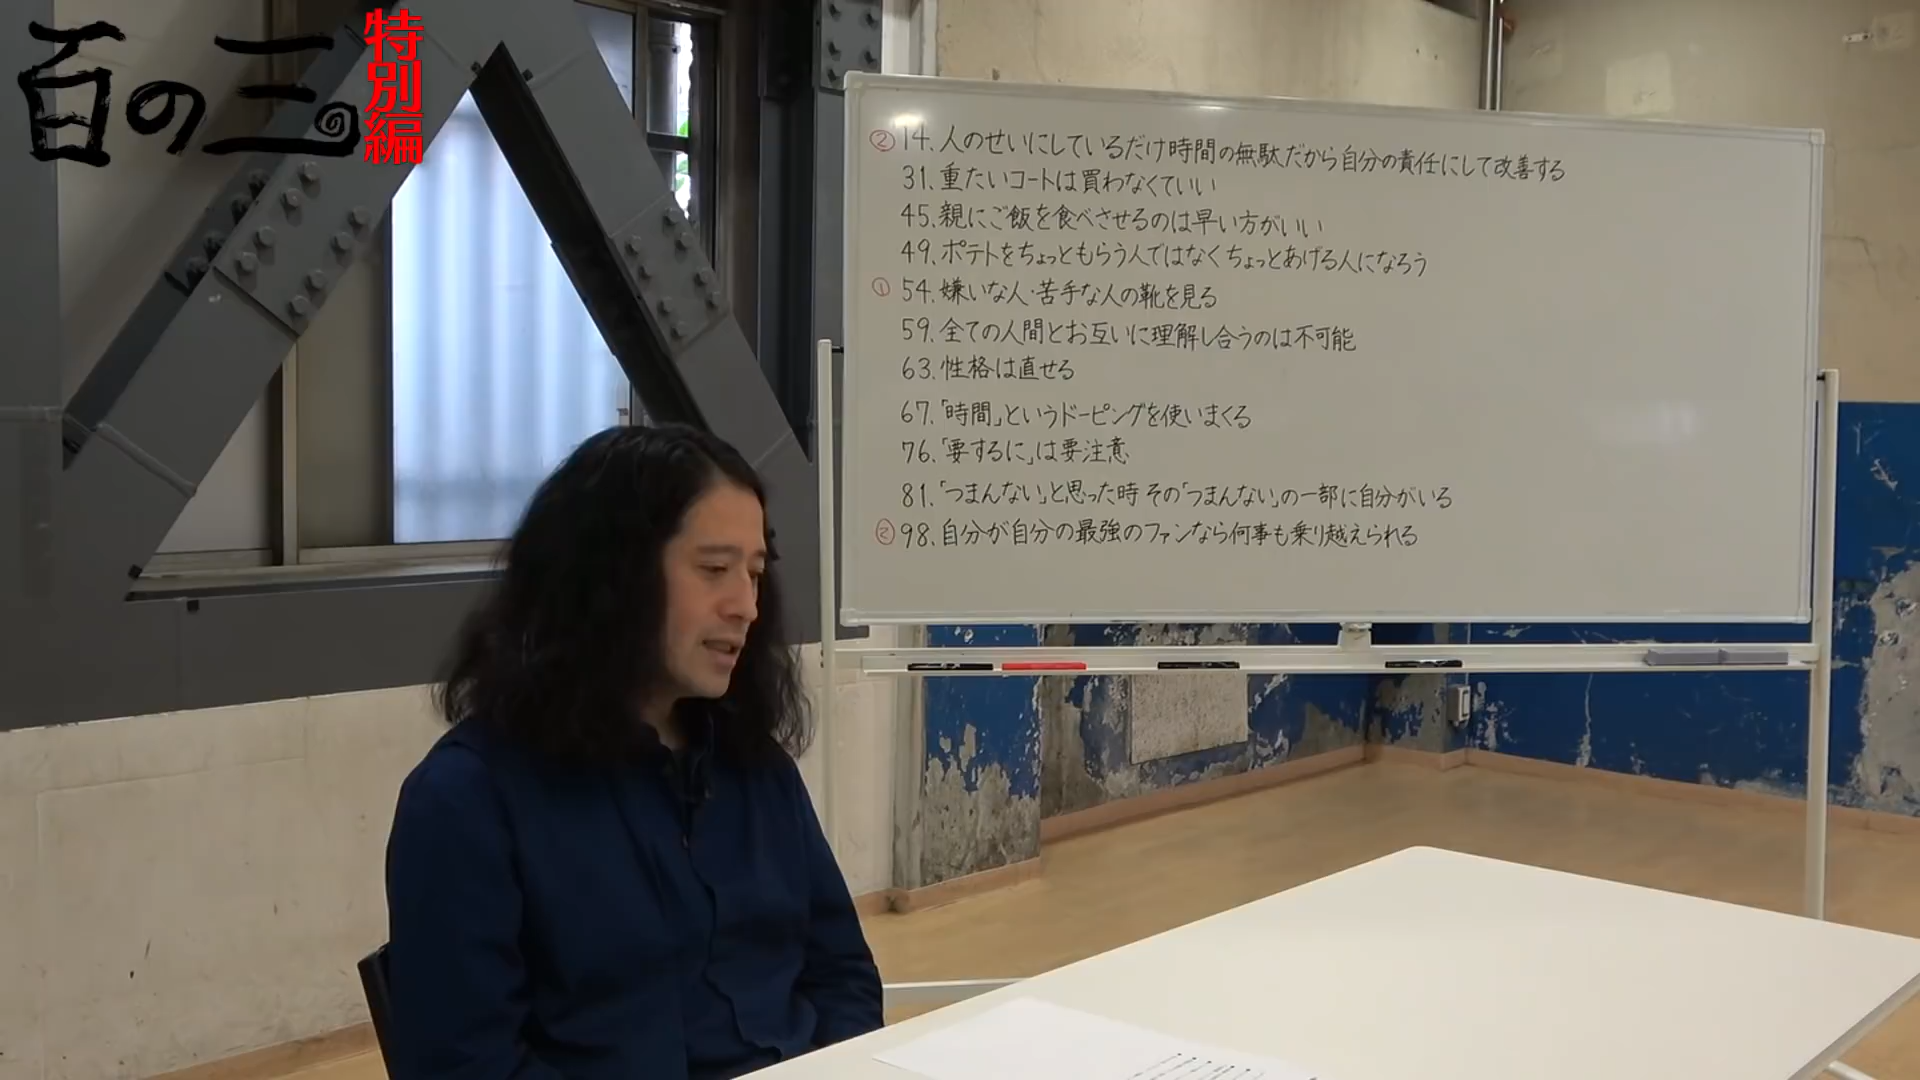 百の三
特別編
② 14. 人のせいにしているだけ時間の無駄だから自分の責任にして改善する
31. 重たいコートは買わなくていい
45. 親にご飯を食べさせるのは早い方がいい
49. ポテトをちょっともらう人ではなくちょっとあげる人になろう
① 54. 嫌いな人・苦手な人の靴を見る
59. 全ての人間とお互いに理解し合うのは不可能
63. 性格は直せる
67. 「時間」というドーピングを使いまくる
76. 「要するに」は要注意
81. 「つまんない」と思った時 その「つまんない」の一部に自分がいる
② 98. 自分が自分の最強のファンなら何事も乗り越えられる